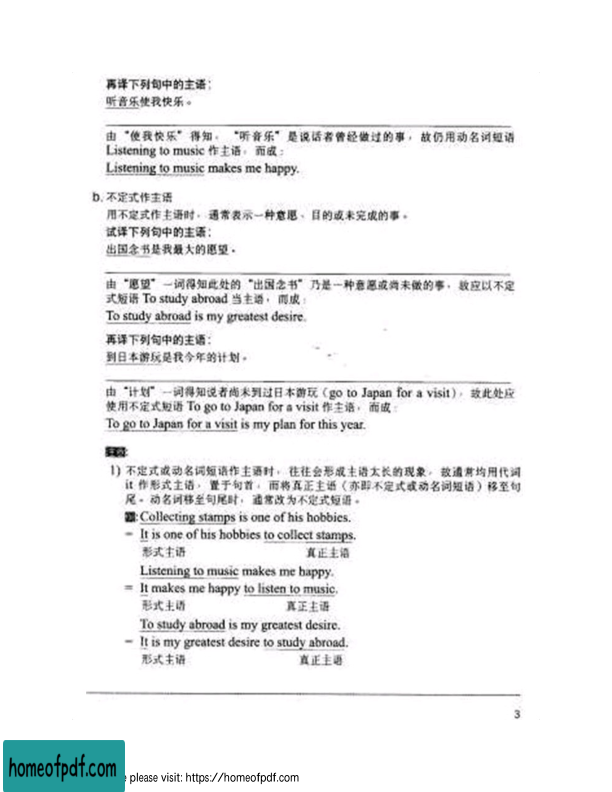 再译下列句中的主语：
听音乐使我快乐。
由“使我快乐”得知，“听音乐”是说话者曾经做过的事，故仍用动名词短语
Listening to music 作主语，而成：
Listening to music makes me happy.
b. 不定式作主语
用不定式作主语时，通常表示一种意愿、目的或未完成的事。
试译下列句中的主语：
出国念书是我最大的愿望。
由“愿望”一词得知此处的“出国念书”乃是一种意愿或尚未做的事，故应以不定
式短语 To study abroad 当主语，而成：
To study abroad is my greatest desire.
再译下列句中的主语：
到日本游玩是我今年的计划。
由“计划”一词得知说者尚未到过日本游玩（go to Japan for a visit），故此处应
使用不定式短语 To go to Japan for a visit 作主语，而成：
To go to Japan for a visit is my plan for this year.
1) 不定式或动名词短语作主语时，往往会形成主语太长的现象，故通常均用代词
it 作形式主语，置于句首，而将真正主语（亦即不定式或动名词短语）移至句
尾。动名词移至句尾时，通常改为不定式短语。
: Collecting stamps is one of his hobbies.
= It is one of his hobbies to collect stamps.
形式主语 真正主语
Listening to music makes me happy.
= It makes me happy to listen to music.
形式主语 真正主语
To study abroad is my greatest desire.
= It is my greatest desire to study abroad.
形式主语 真正主语
3
homeofpdf.com
please visit: https://homeofpdf.com